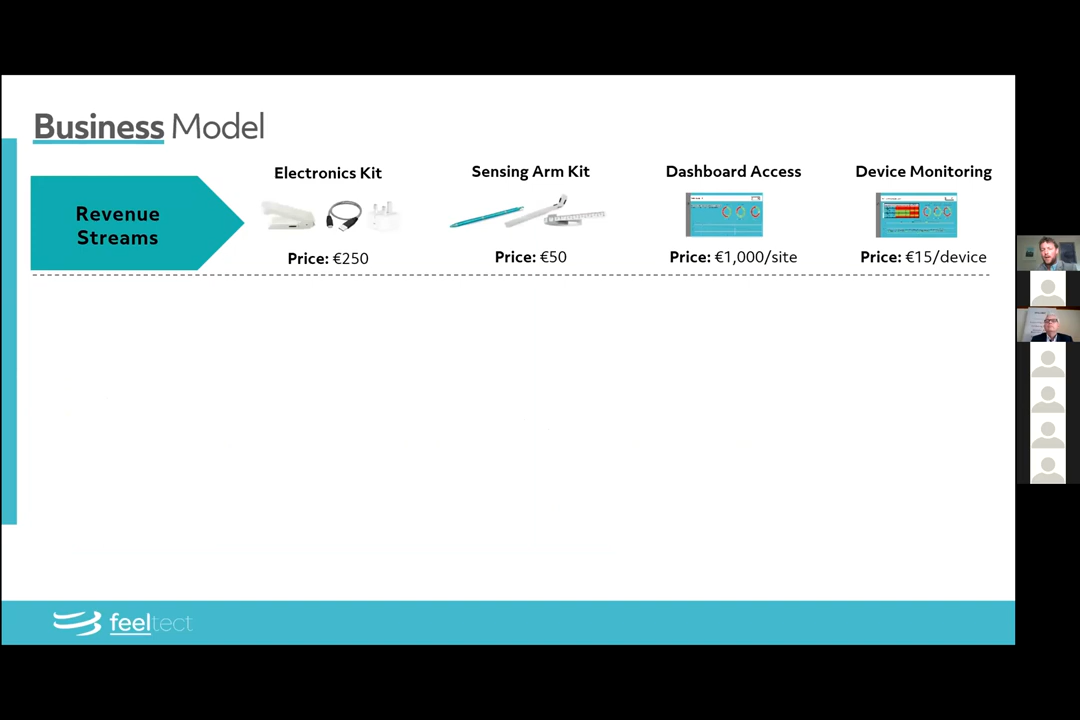 Business Model
Revenue
Streams
Electronics Kit
Price: €250
Sensing Arm Kit
Price: €50
Dashboard Access
Price: €1,000/site
Device Monitoring
Price: €15/device
feeltect